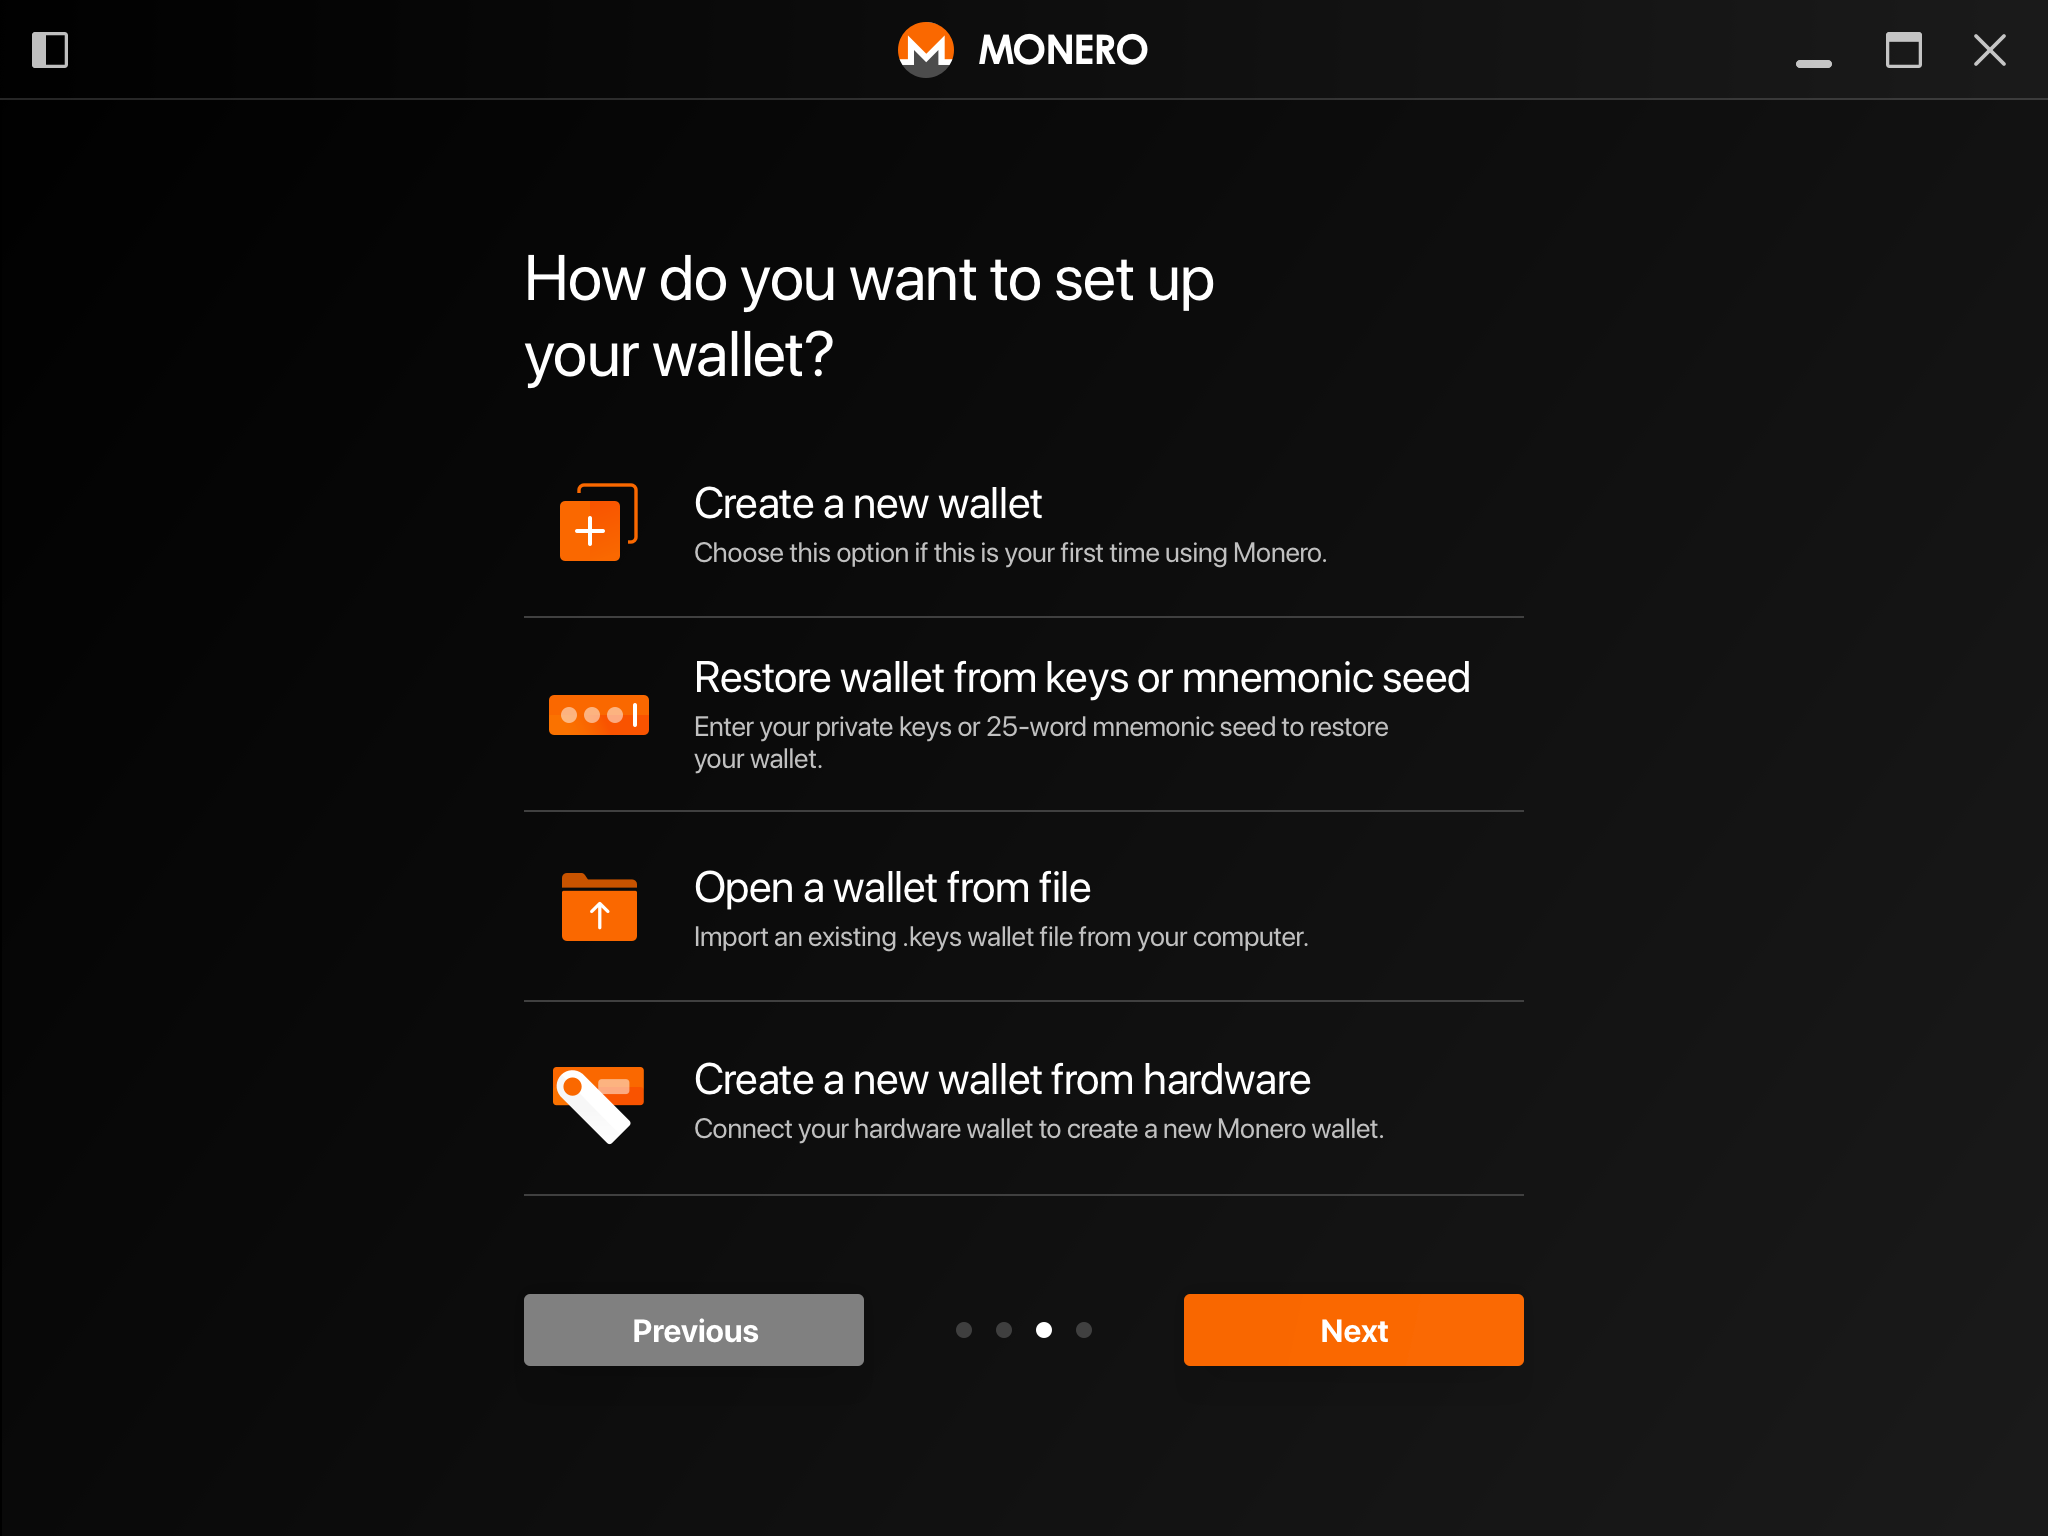 MONERO
How do you want to set up
your wallet?
Create a new wallet
Choose this option if this is your first time using Monero.
Restore wallet from keys or mnemonic seed
Enter your private keys or 25-word mnemonic seed to restore
your wallet.
Open a wallet from file
Import an existing .keys wallet file from your computer.
Create a new wallet from hardware
Connect your hardware wallet to create a new Monero wallet.
Previous
Next